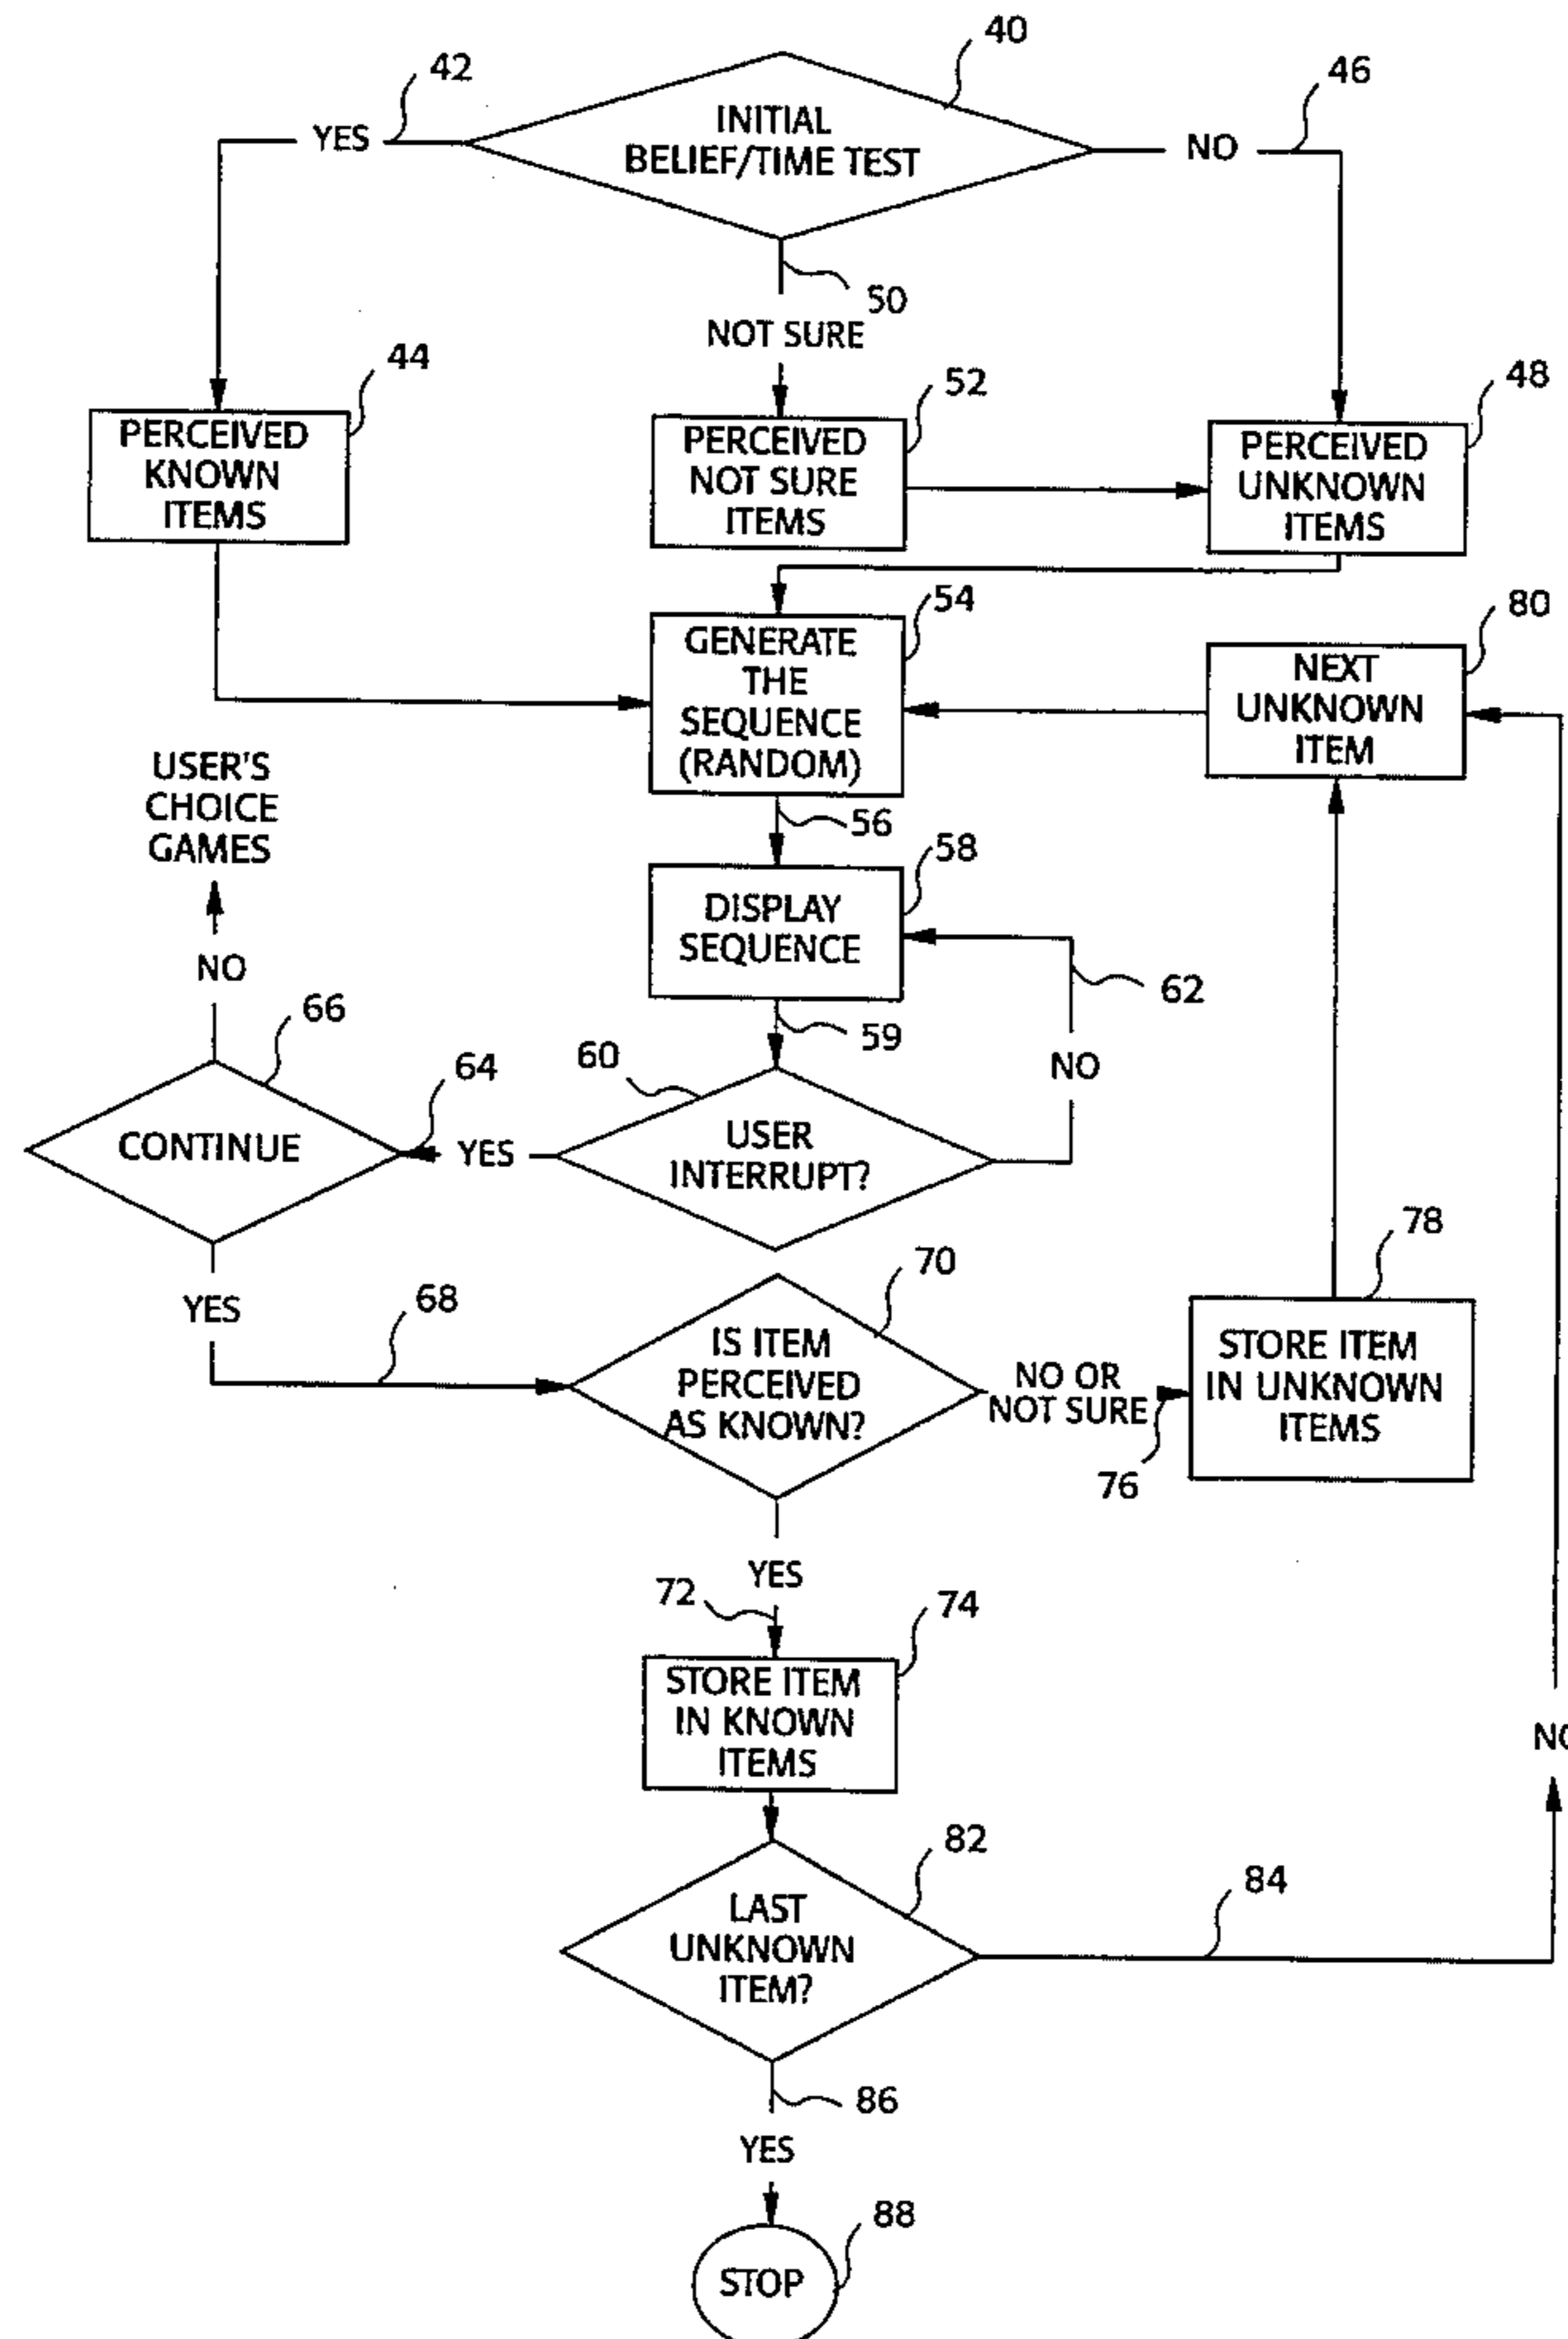 40
42
46
INITIAL
BELIEF/TIME TEST
YES
NO
50
NOT SURE
44
52
48
PERCEIVED
KNOWN
ITEMS
PERCEIVED
NOT SURE
ITEMS
PERCEIVED
UNKNOWN
ITEMS
54
80
GENERATE
THE
SEQUENCE
(RANDOM)
NEXT
UNKNOWN
ITEM
USER'S
CHOICE
GAMES
56
58
DISPLAY
SEQUENCE
NO
62
66
59
60
64
NO
CONTINUE
YES
USER
INTERRUPT?
78
70
YES
68
IS ITEM
PERCEIVED
AS KNOWN?
NO OR
NOT SURE
STORE ITEM
IN UNKNOWN
ITEMS
76
YES
72
74
STORE ITEM
IN KNOWN
ITEMS
NO
82
84
LAST
UNKNOWN
ITEM?
86
YES
88
STOP